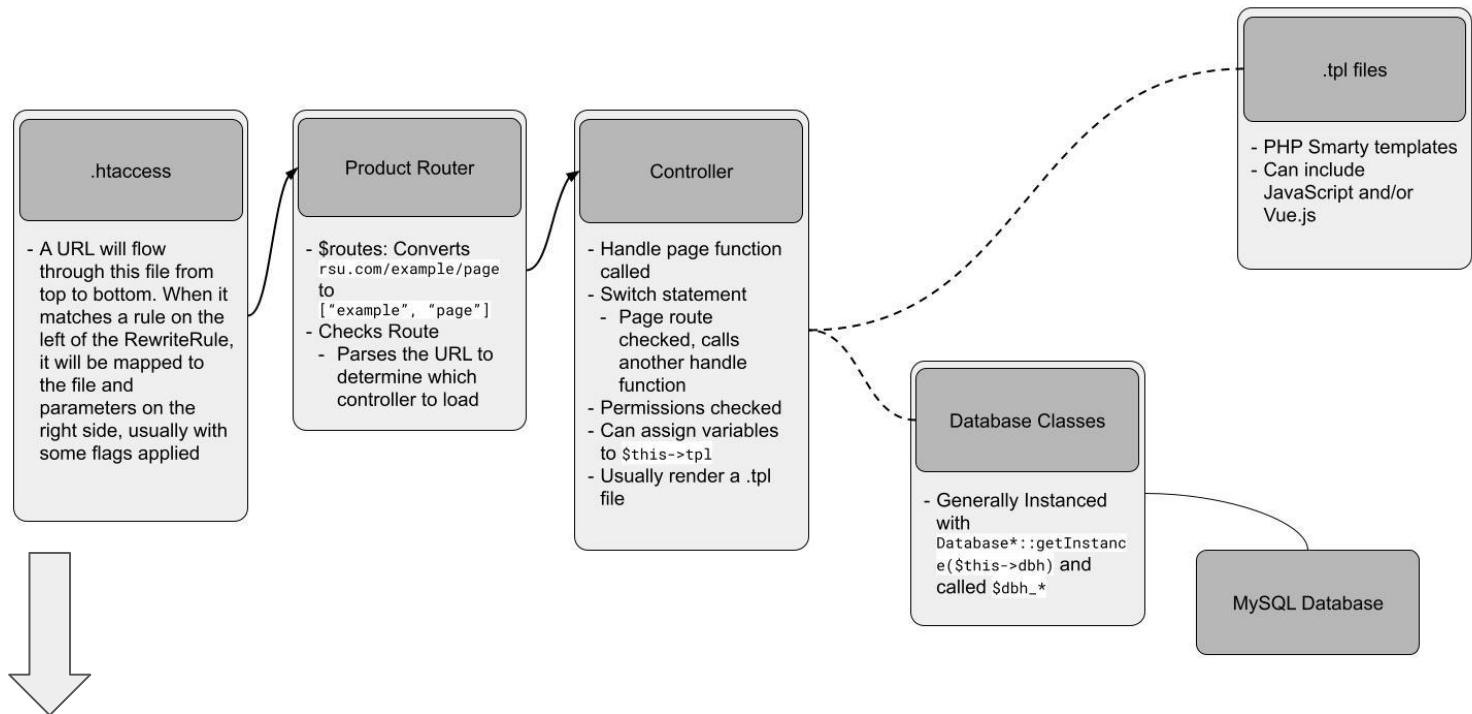 .htaccess
- A URL will flow
through this file from
top to bottom. When it
matches a rule on the
left of the RewriteRule,
it will be mapped to
the file and
parameters on the
right side, usually with
some flags applied
Product Router
- $routes: Converts
rsu.com/example/page
to
[“example”, “page”]
- Checks Route
- Parses the URL to
determine which
controller to load
Controller
- Handle page function
called
- Switch statement
- Page route
checked, calls
another handle
function
- Permissions checked
- Can assign variables
to $this->tpl
- Usually render a .tpl
file
.tpl files
- PHP Smarty templates
- Can include
JavaScript and/or
Vue.js
Database Classes
- Generally Instanced
with
Database*::getInstanc
e($this->dbh) and
called $dbh_*
MySQL Database